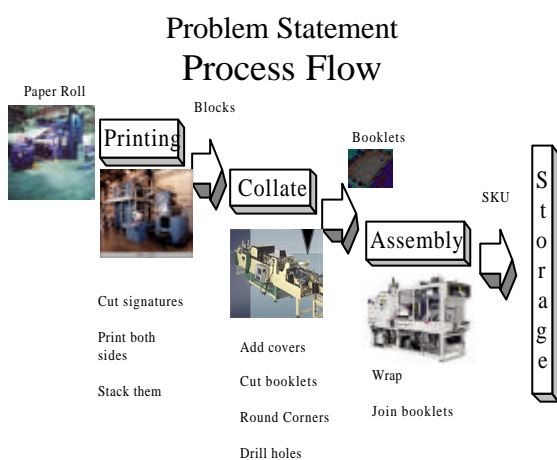 Problem Statement
Process Flow
Paper Roll
Printing
Blocks
Collate
Booklets
Assembly
SKU
Storage
Cut signatures
Print both
sides
Stack them
Add covers
Cut booklets
Round Corners
Drill holes
Wrap
Join booklets